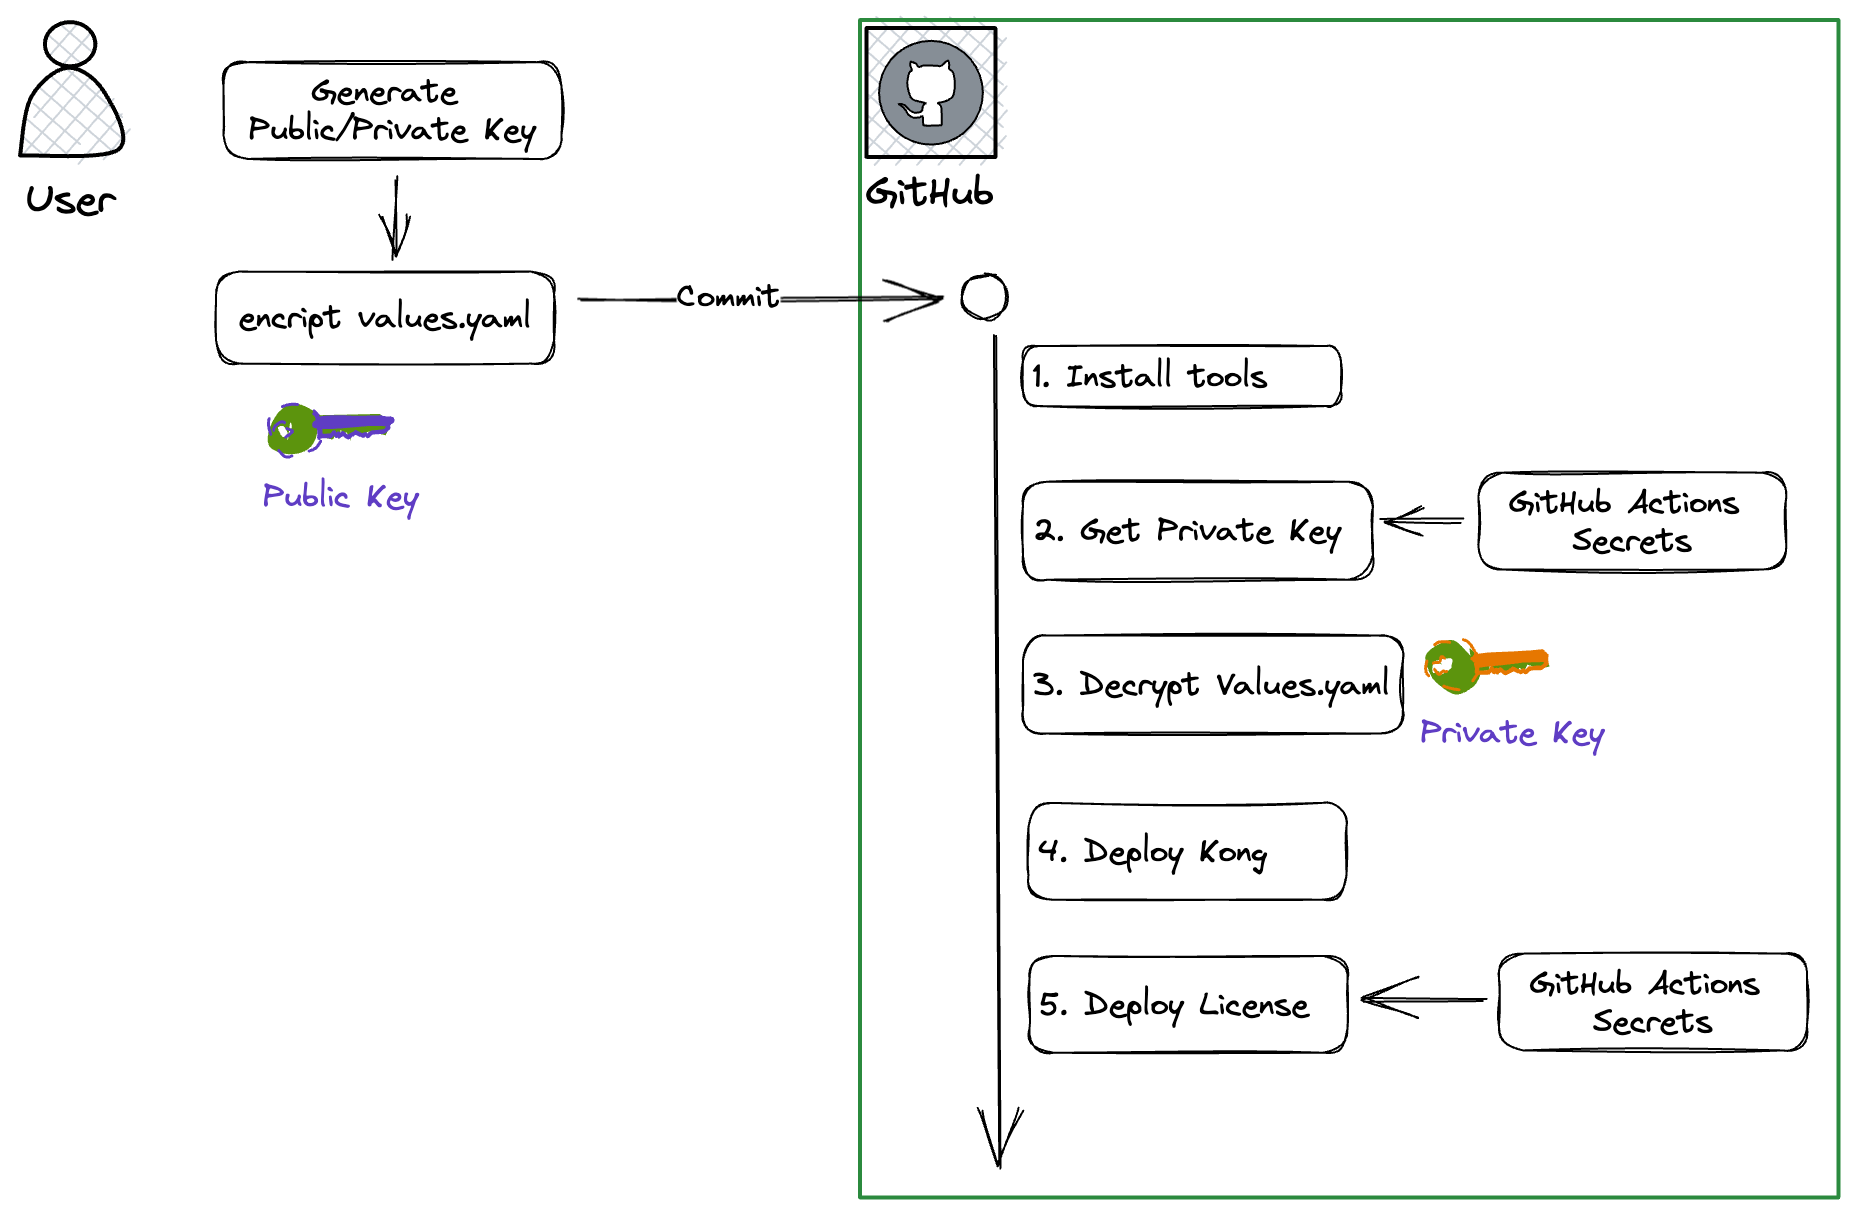 User
Generate
Public/Private Key
encript values.yaml
Public Key
Commit
GitHub
1. Install tools
2. Get Private Key
GitHub Actions
Secrets
3. Decrypt Values.yaml
Private Key
4. Deploy Kong
5. Deploy License
GitHub Actions
Secrets